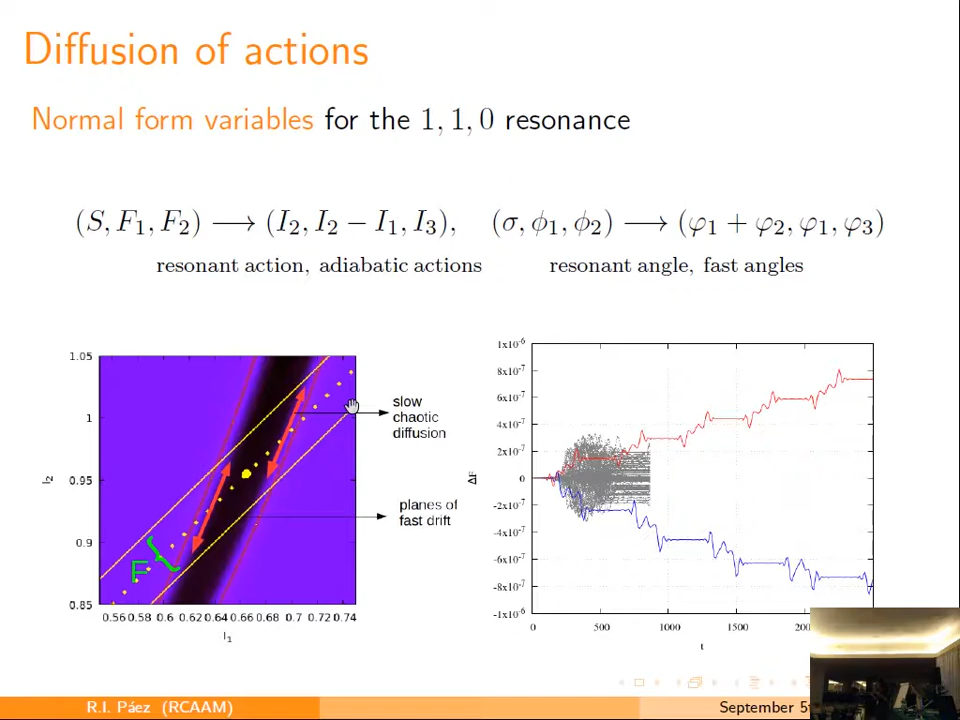 Diffusion of actions
Normal form variables for the 1, 1, 0 resonance
(S, F₁, F₂) ⟶ (I₂, I₂ − I₁, I₃), (σ, ϕ₁, ϕ₂) ⟶ (φ₁ + φ₂, φ₁, φ₃)
resonant action, adiabatic actions resonant angle, fast angles
1.05
1
0.95
0.9
0.85
I₂
0.56 0.58 0.6 0.62 0.64 0.66 0.68 0.7 0.72 0.74
I₁
F
slow
chaotic
diffusion
planes of
fast drift
1x10⁻⁶
8x10⁻⁷
6x10⁻⁷
4x10⁻⁷
2x10⁻⁷
0
-2x10⁻⁷
-4x10⁻⁷
-6x10⁻⁷
-8x10⁻⁷
-1x10⁻⁶
ΔF
0 500 1000 1500
t
R.I. Páez (RCAAM) September